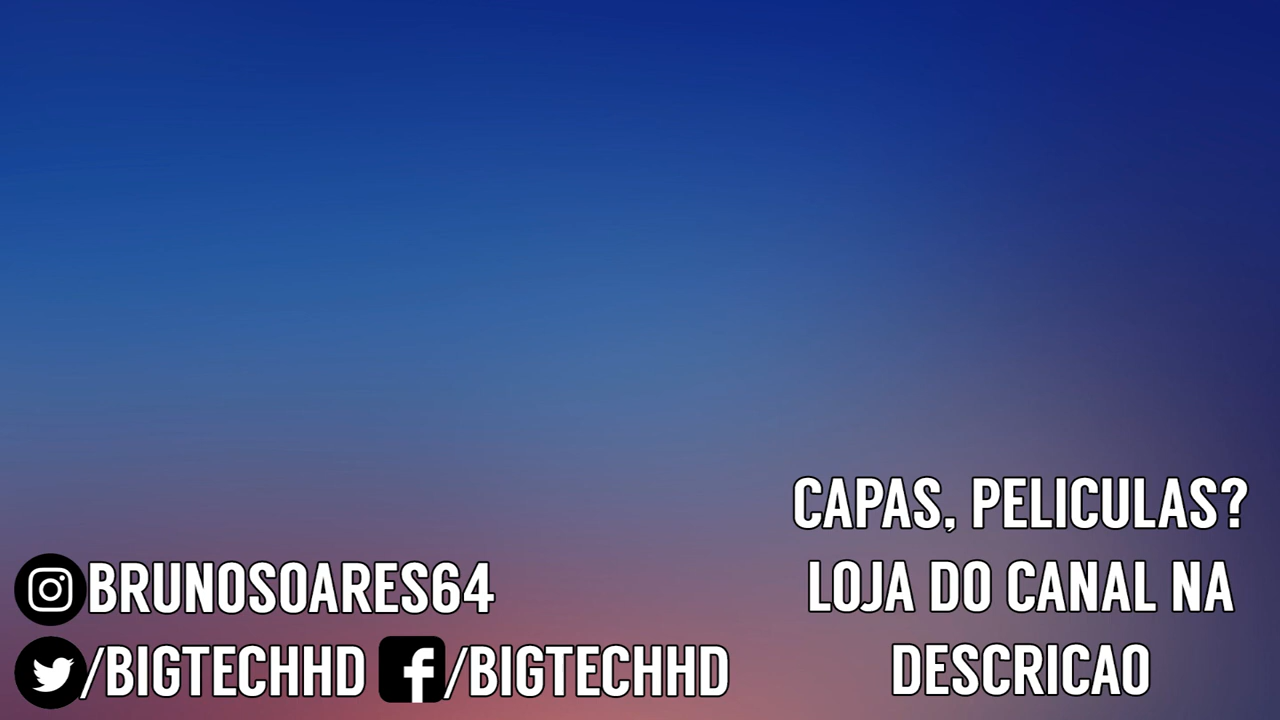 CAPAS, PELICULAS?
LOJA DO CANAL NA
DESCRICAO
BRUNOSOARES64
/BIGTECHHD /BIGTECHHD